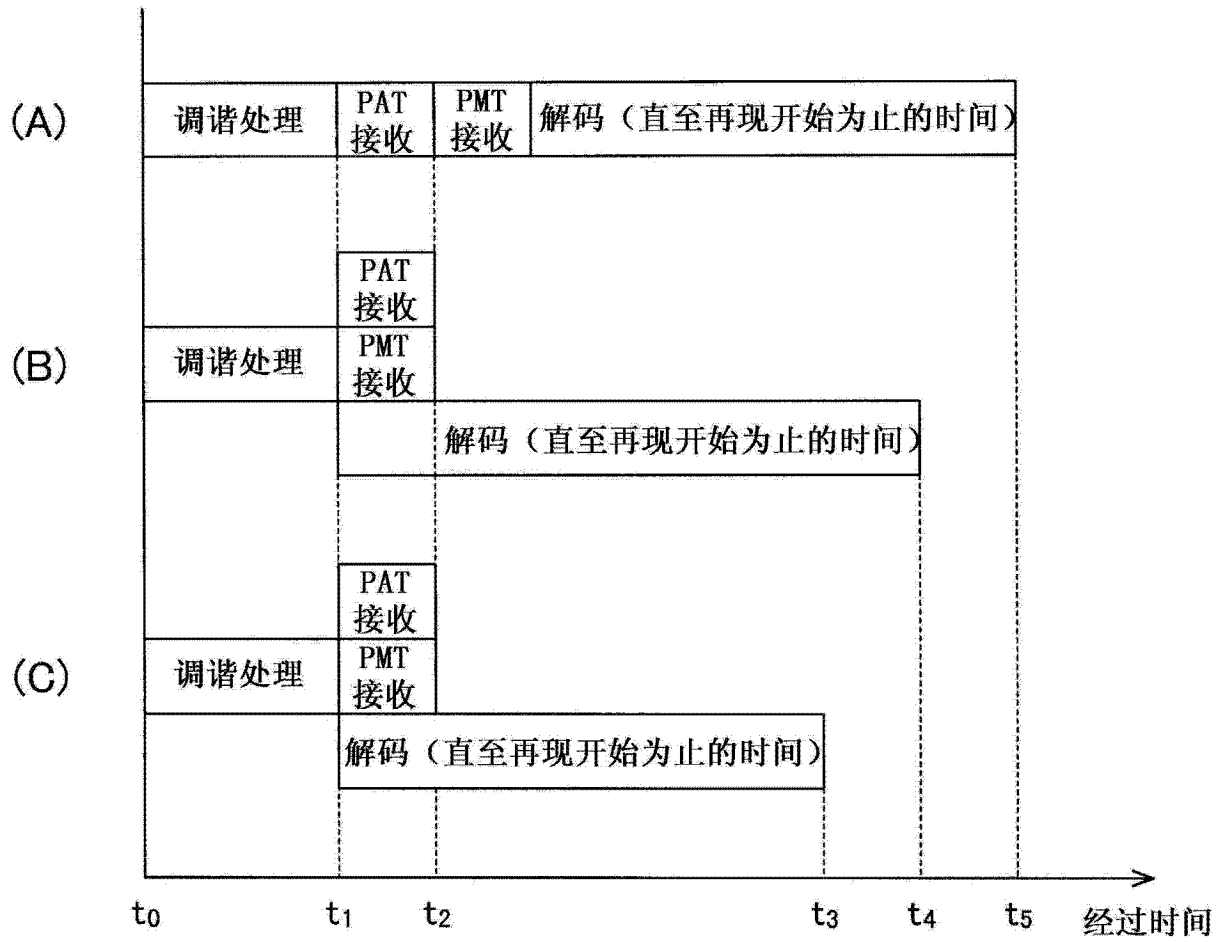 (A)
调谐处理
PAT
接收
PMT
接收
解码（直至再现开始为止的时间）
(B)
PAT
接收
调谐处理
PMT
接收
解码（直至再现开始为止的时间）
(C)
PAT
接收
调谐处理
PMT
接收
解码（直至再现开始为止的时间）
t₀ t₁ t₂ t₃ t₄ t₅ 经过时间